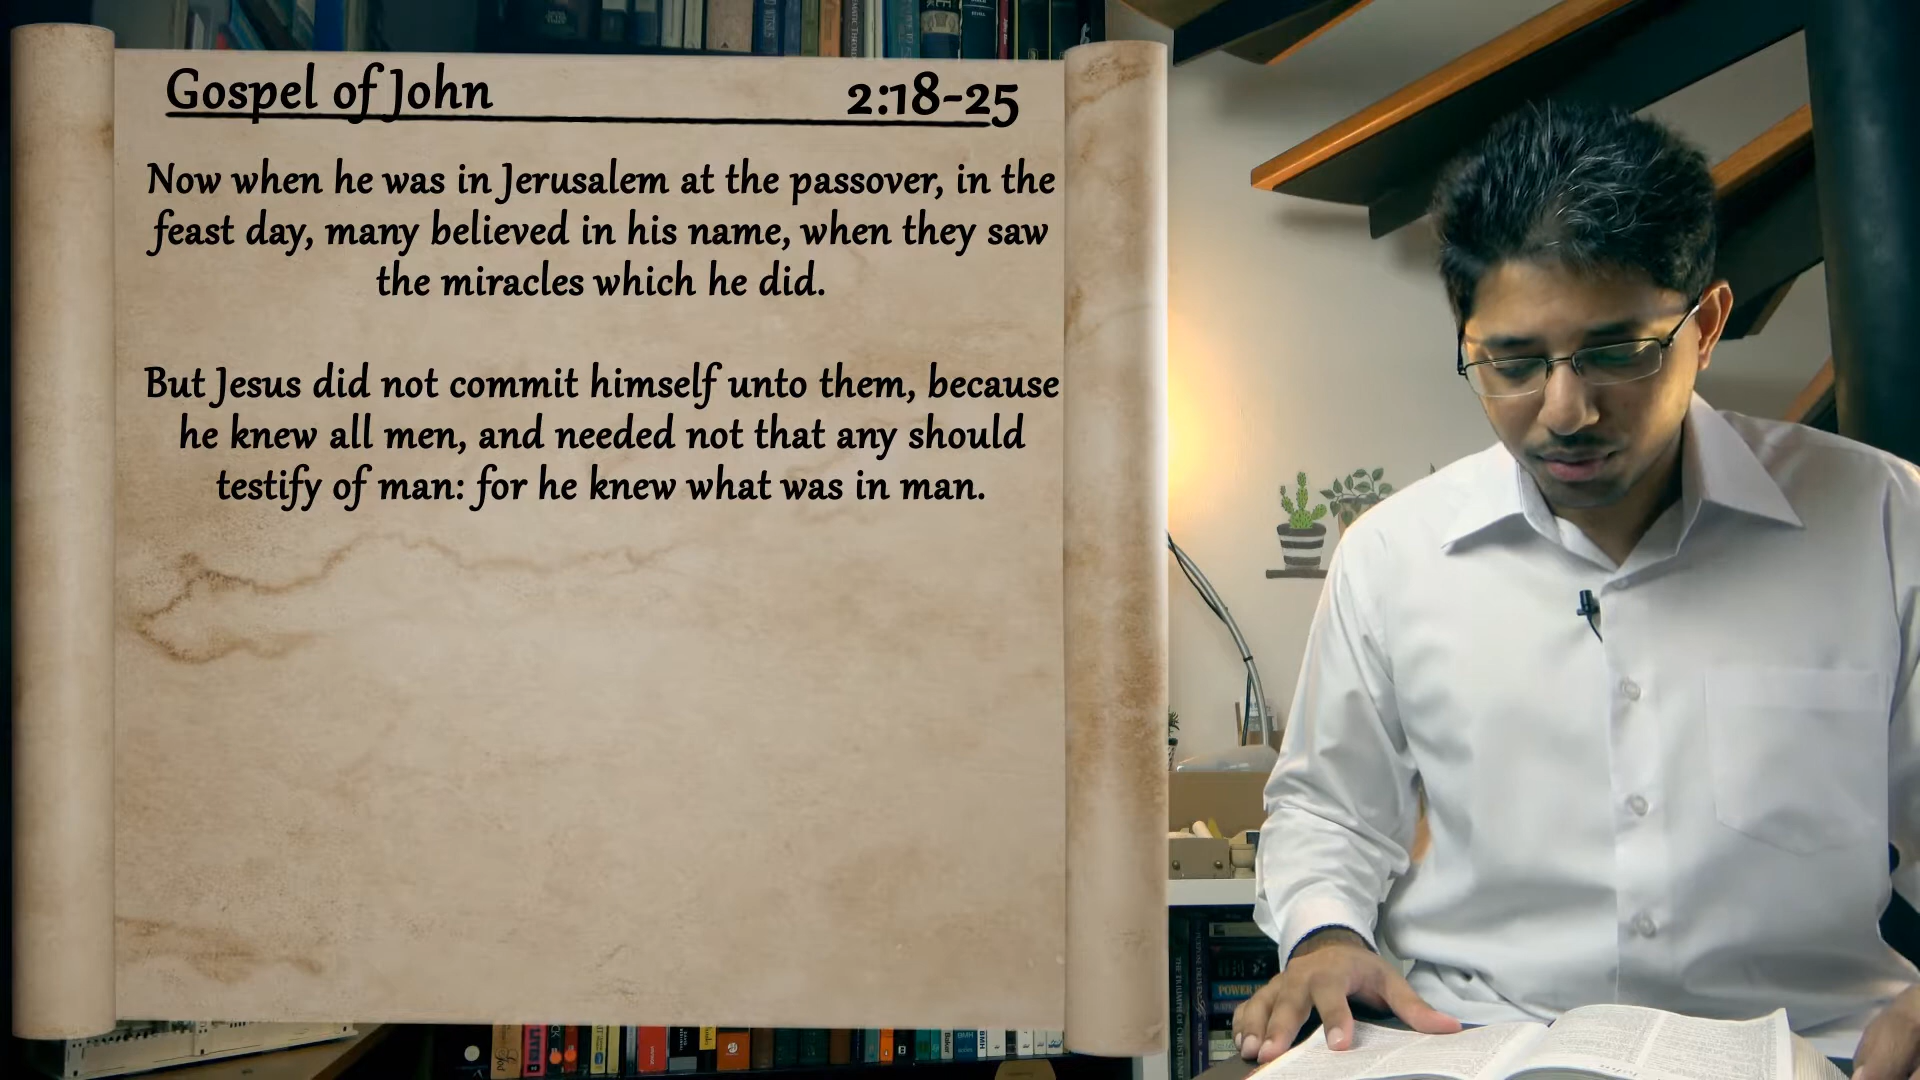 Gospel of John 2:18-25
Now when he was in Jerusalem at the passover, in the
feast day, many believed in his name, when they saw
the miracles which he did.
But Jesus did not commit himself unto them, because
he knew all men, and needed not that any should
testify of man: for he knew what was in man.
BMH